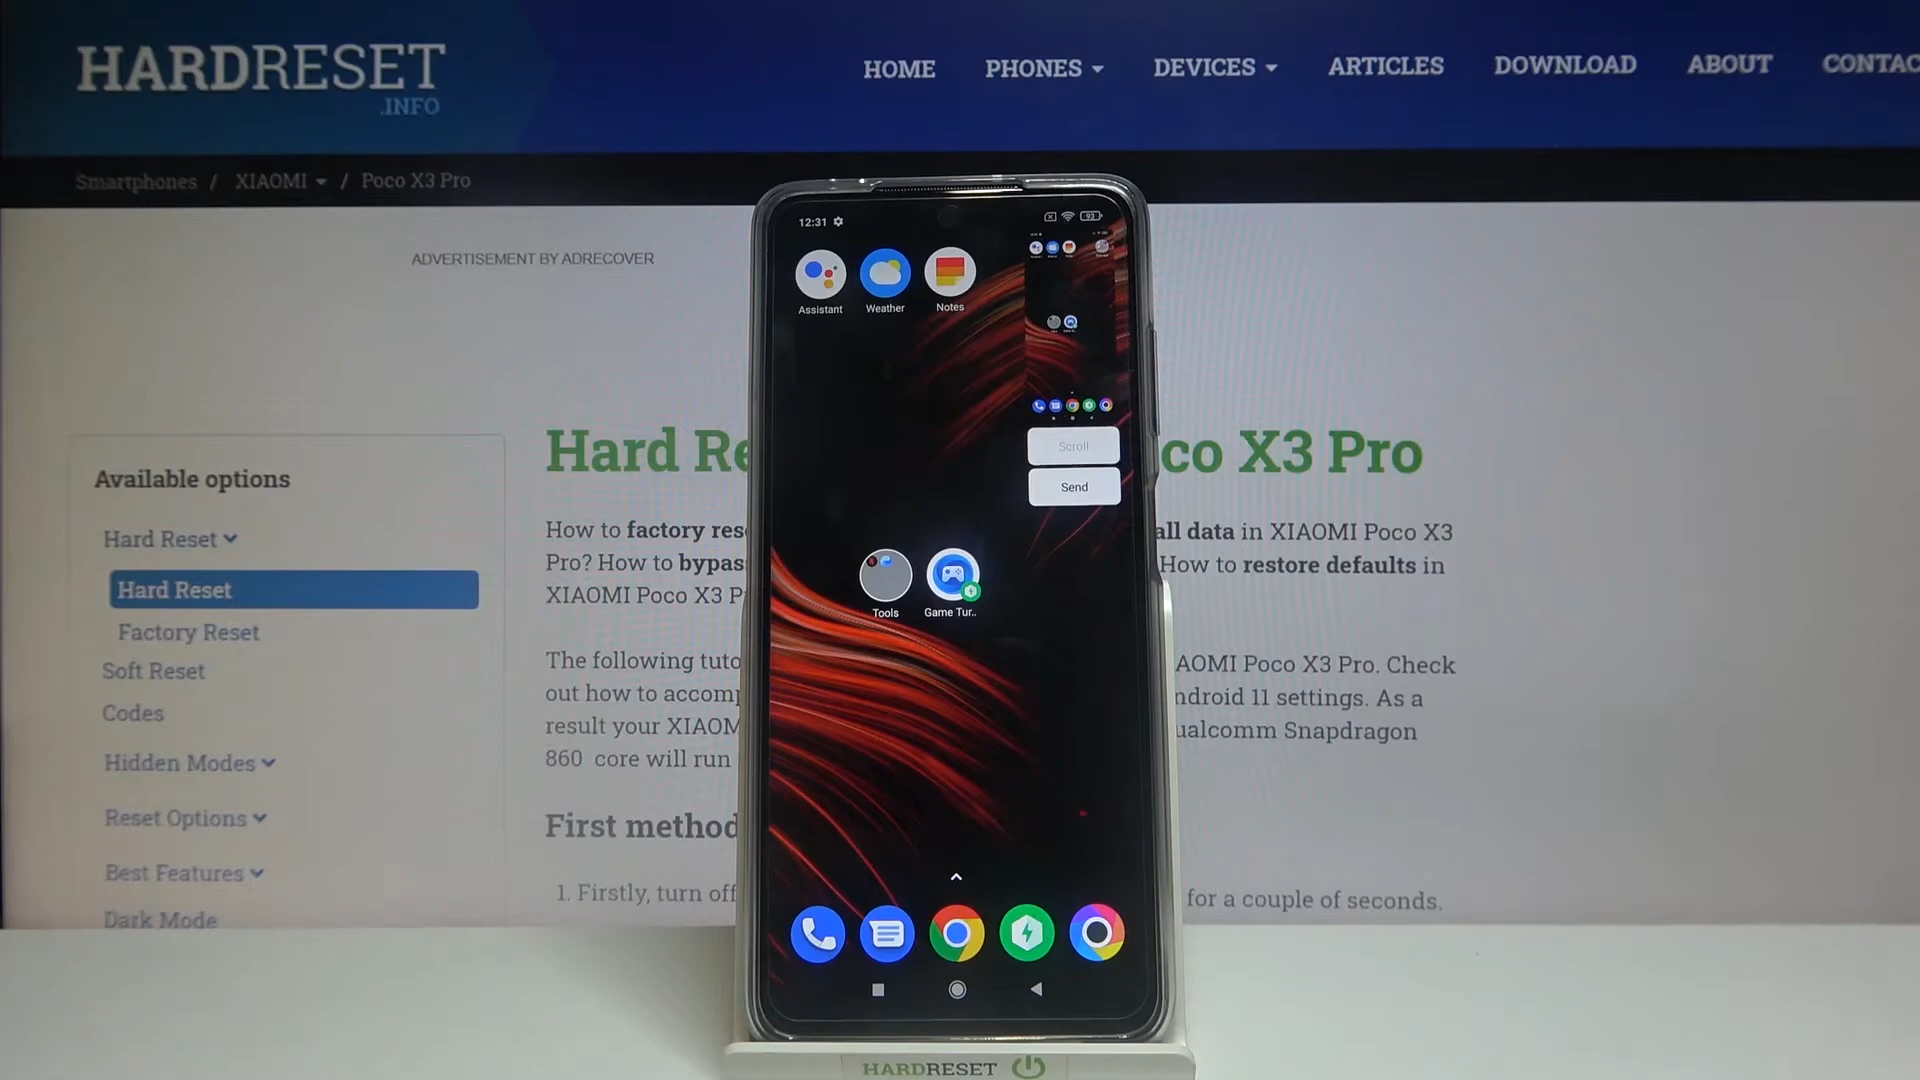 HARDRESET
.INFO
HOME PHONES DEVICES ARTICLES DOWNLOAD ABOUT CONTAC
Smartphones / XIAOMI / Poco X3 Pro
ADVERTISEMENT BY ADRECOVER
Available options
Hard Reset
Hard Reset
Factory Reset
Soft Reset
Codes
Hidden Modes
Reset Options
Best Features
Dark Mode
Hard Re co X3 Pro
How to factory res all data in XIAOMI Poco X3
Pro? How to bypas How to restore defaults in
XIAOMI Poco X3 P
The following tuto AOMI Poco X3 Pro. Check
out how to accomp ndroid 11 settings. As a
result your XIAOM ualcomm Snapdragon
860 core will run
First method
1. Firstly, turn off for a couple of seconds.
12:31
93
Assistant Weather Notes
Scroll
Send
Tools Game Tur..
HARDRESET